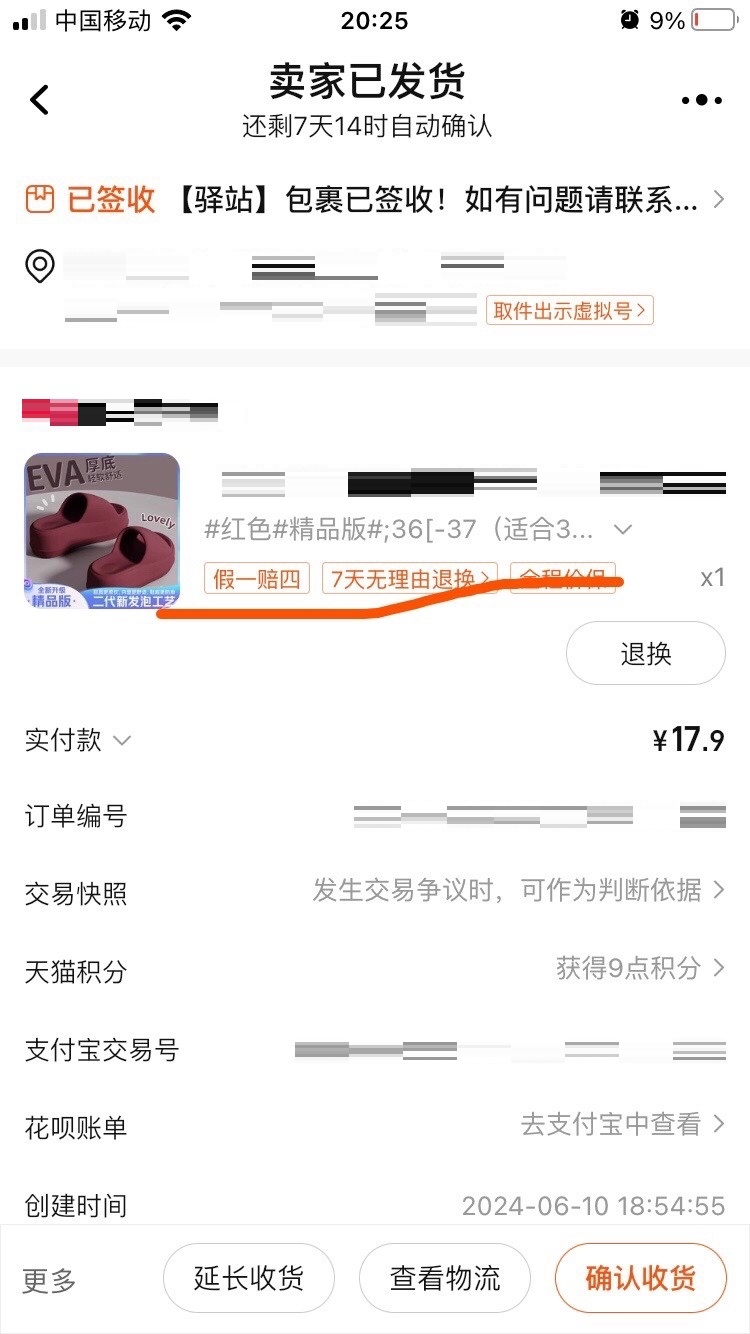 中国移动 20:25 9%
卖家已发货
还剩7天14时自动确认
已签收 【驿站】包裹已签收！如有问题请联系...
取件出示虚拟号
EVA 厚底
轻软舒适
Lovely
全新升级
·精品版·
二代新发泡工艺
#红色#精品版#;36[-37（适合3...
假一赔四 7天无理由退换 全程价保
x1
退换
实付款 ¥17.9
订单编号
交易快照 发生交易争议时，可作为判断依据
天猫积分 获得9点积分
支付宝交易号
花呗账单 去支付宝中查看
创建时间 2024-06-10 18:54:55
更多 延长收货 查看物流 确认收货